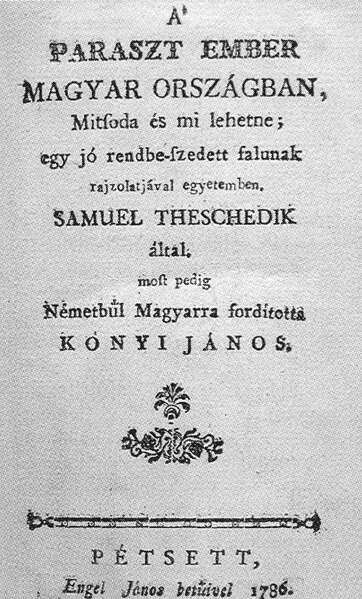 A'
PARASZT EMBER
MAGYAR ORSZÁGBAN,
Mitſoda és mi lehetne;
egy jó rendbe-ſzedett falunak
rajzolatjával egyetemben,
SAMUEL THESCHEDIK
által,
moſt pedig
Németbűl Magyarra fordította
KÓNYI JÁNOS.
PÉTSETT,
Engel János betűivel 1786.